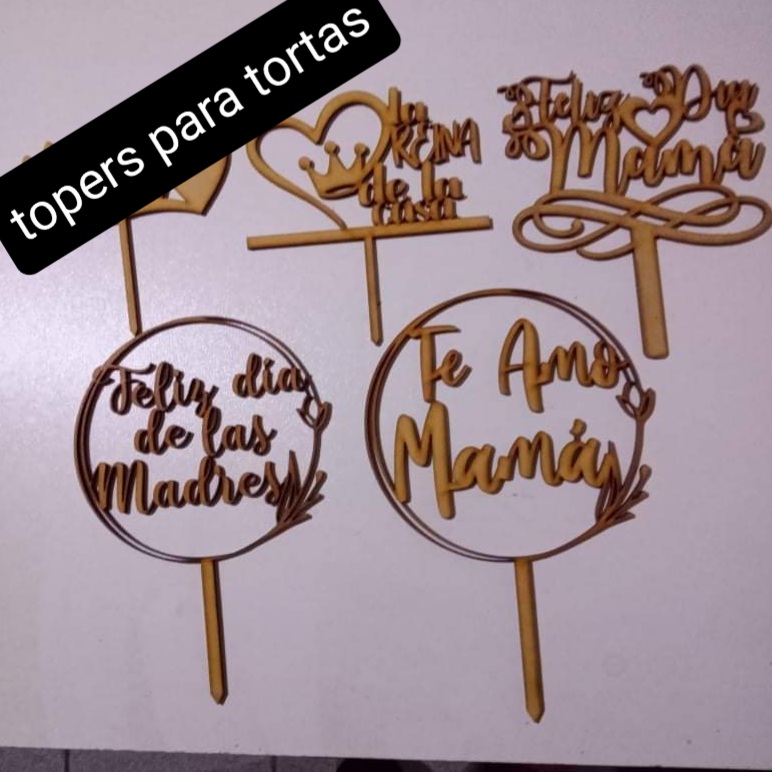 topers para tortas
la
REINA
de la
casa
Feliz Dia
Mamá
Feliz día
de las
Madres
Te Amo
Mamá